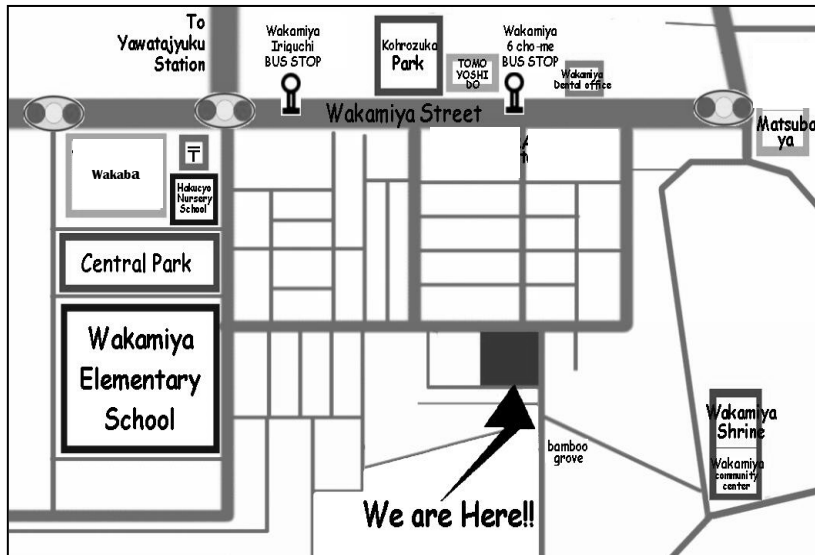 To
Yawatajyuku
Station
Wakamiya
Iriguchi
BUS STOP
Kohrozuka
Park
TOMO
YOSHI
DO
Wakamiya
6 cho-me
BUS STOP
Wakamiya
Dental office
Wakamiya Street
Matsuba
ya
Wakaba
〒
Hakucyo
Nursery
School
Central Park
Wakamiya
Elementary
School
Wakamiya
Shrine
Wakamiya
community
center
bamboo
grove
We are Here!!